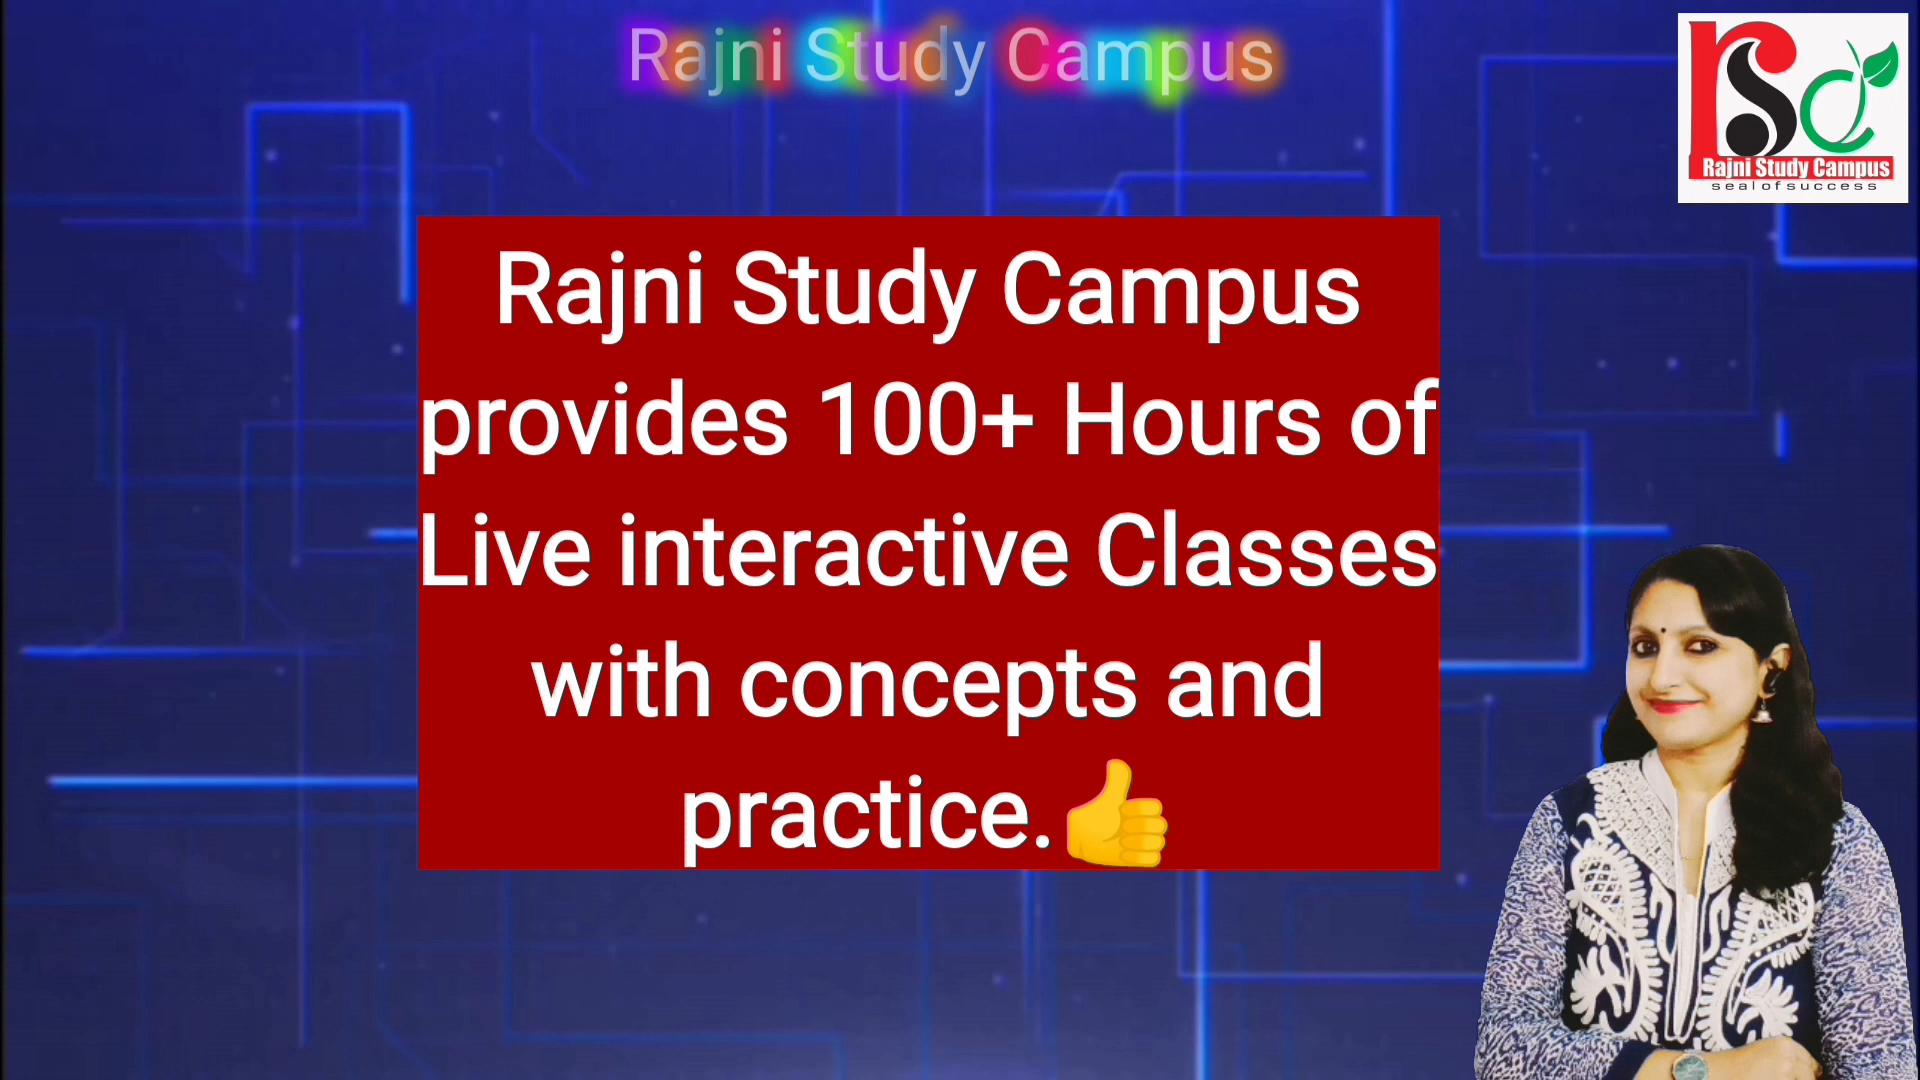 Rajni Study Campus
rsc
Rajni Study Campus
seal of success
Rajni Study Campus
provides 100+ Hours of
Live interactive Classes
with concepts and
practice.👍